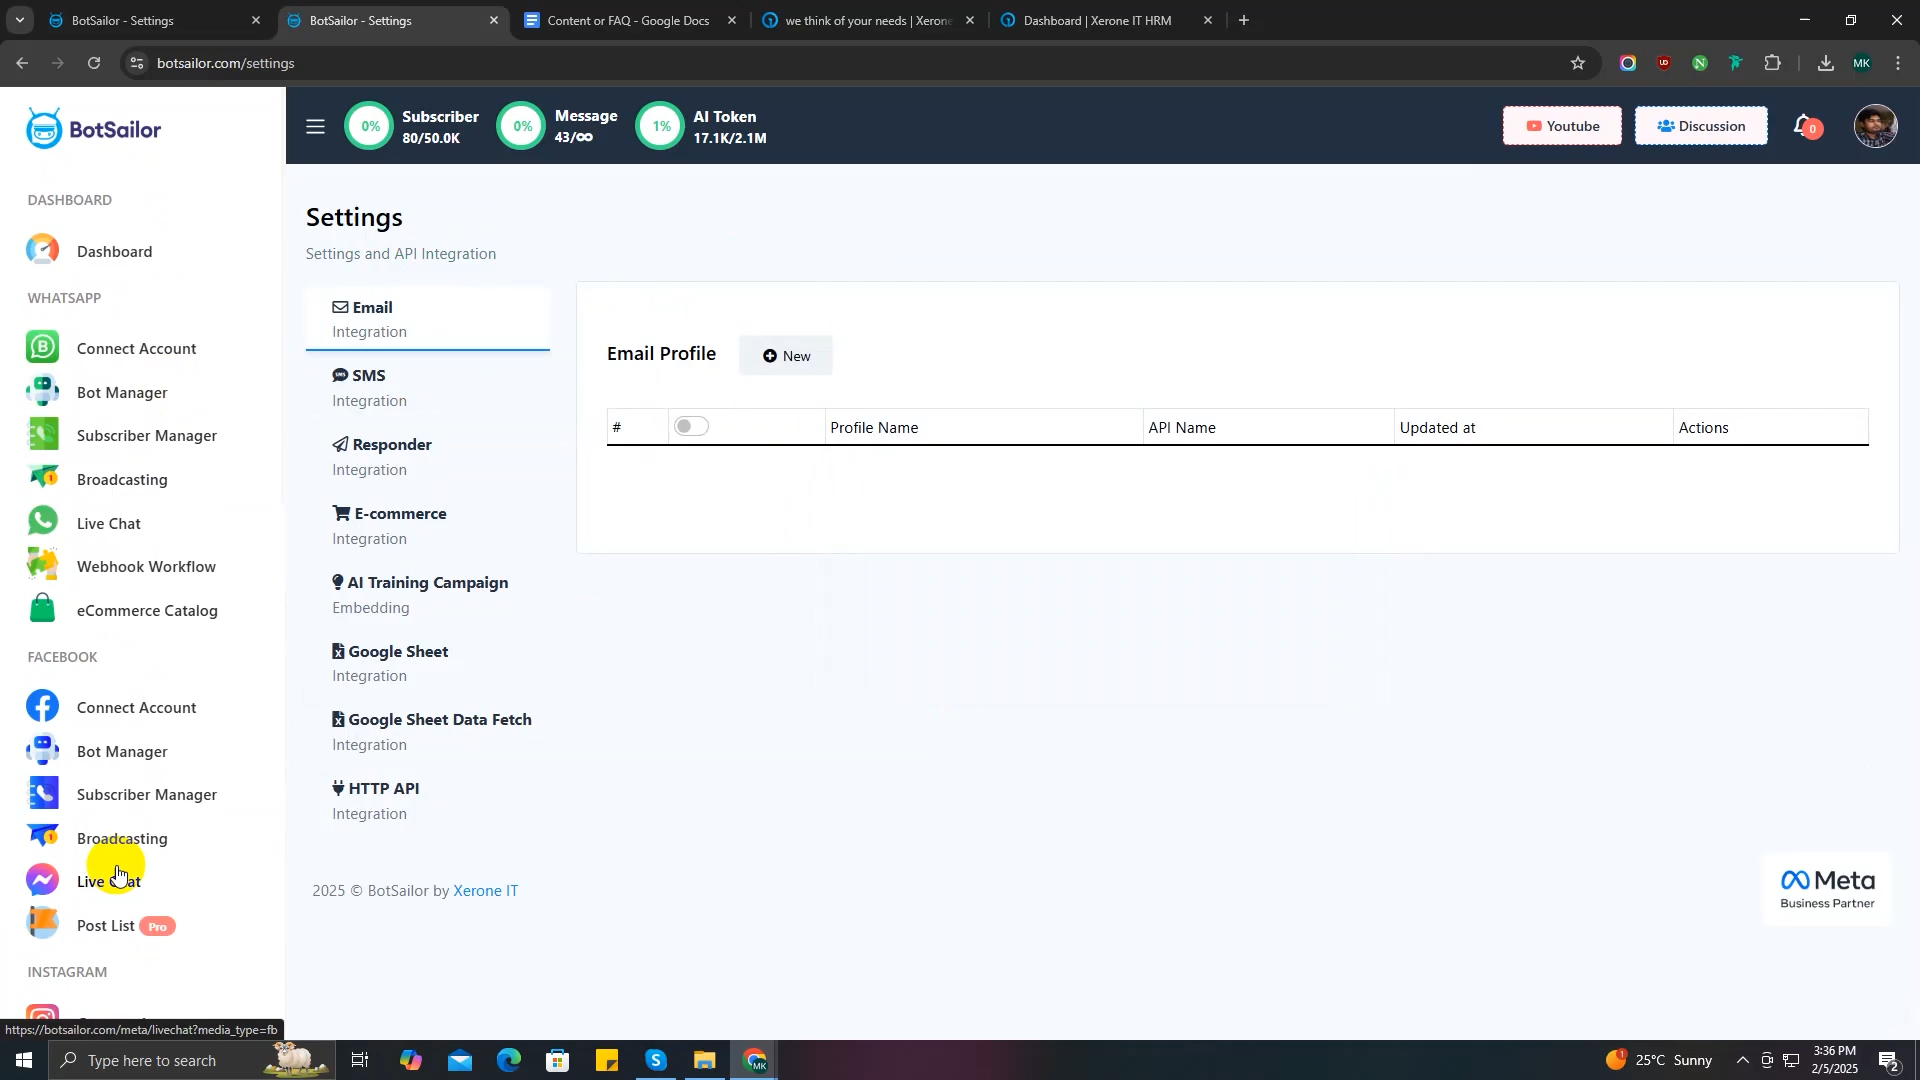 BotSailor - Settings
BotSailor - Settings
Content or FAQ - Google Docs
we think of your needs | Xerone
Dashboard | Xerone IT HRM
botsailor.com/settings
UD
N
MK
BotSailor
0%
Subscriber
80/50.0K
0%
Message
43/∞
1%
AI Token
17.1K/2.1M
Youtube
Discussion
0
DASHBOARD
Dashboard
WHATSAPP
Connect Account
Bot Manager
Subscriber Manager
Broadcasting
Live Chat
Webhook Workflow
eCommerce Catalog
FACEBOOK
Connect Account
Bot Manager
Subscriber Manager
Broadcasting
Live Chat
Post List Pro
INSTAGRAM
https://botsailor.com/meta/livechat?media_type=fb
Settings
Settings and API Integration
Email
Integration
SMS
Integration
Responder
Integration
E-commerce
Integration
AI Training Campaign
Embedding
Google Sheet
Integration
Google Sheet Data Fetch
Integration
HTTP API
Integration
Email Profile
New
# Profile Name API Name Updated at Actions
2025 © BotSailor by Xerone IT
Meta
Business Partner
Type here to search
MK
1
25°C Sunny
3:36 PM
2/5/2025
2